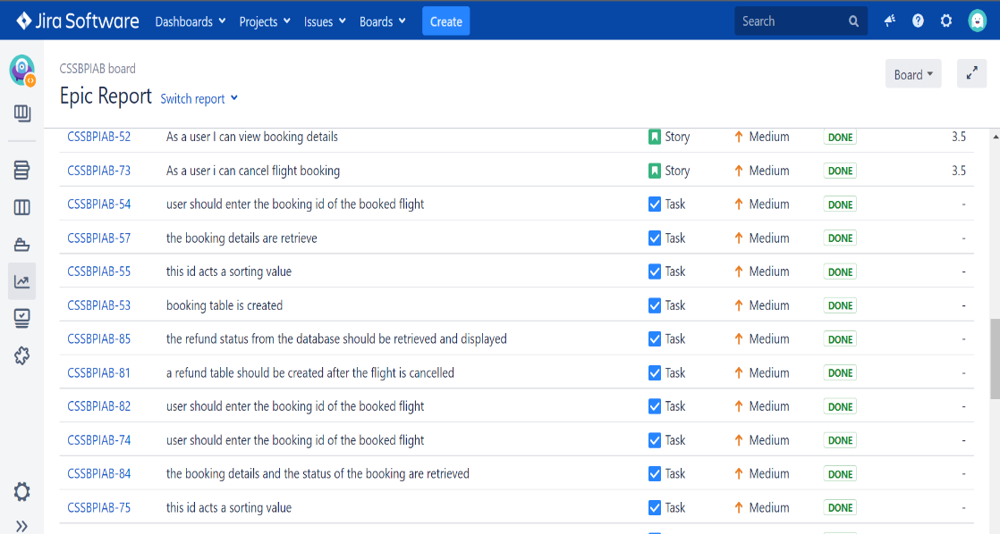 Jira Software Dashboards Projects Issues Boards Create Search
CSSBPIAB board
Board
Epic Report Switch report
CSSBPIAB-52 As a user I can view booking details Story Medium DONE 3.5
CSSBPIAB-73 As a user i can cancel flight booking Story Medium DONE 3.5
CSSBPIAB-54 user should enter the booking id of the booked flight Task Medium DONE -
CSSBPIAB-57 the booking details are retrieve Task Medium DONE -
CSSBPIAB-55 this id acts a sorting value Task Medium DONE -
CSSBPIAB-53 booking table is created Task Medium DONE -
CSSBPIAB-85 the refund status from the database should be retrieved and displayed Task Medium DONE -
CSSBPIAB-81 a refund table should be created after the flight is cancelled Task Medium DONE -
CSSBPIAB-82 user should enter the booking id of the booked flight Task Medium DONE -
CSSBPIAB-74 user should enter the booking id of the booked flight Task Medium DONE -
CSSBPIAB-84 the booking details and the status of the booking are retrieved Task Medium DONE -
CSSBPIAB-75 this id acts a sorting value Task Medium DONE -